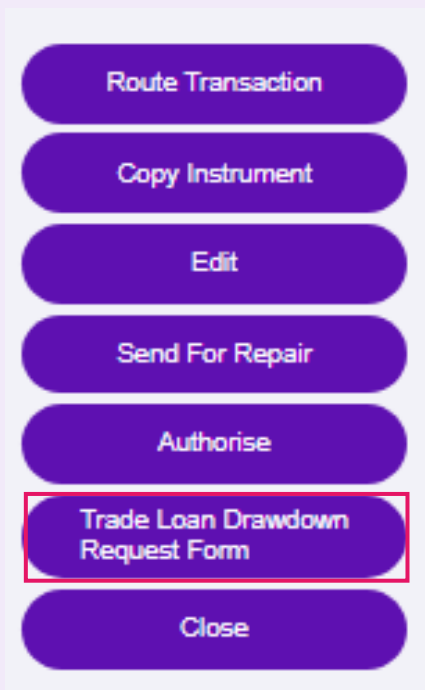 Route Transaction
Copy Instrument
Edit
Send For Repair
Authorise
Trade Loan Drawdown
Request Form
Close